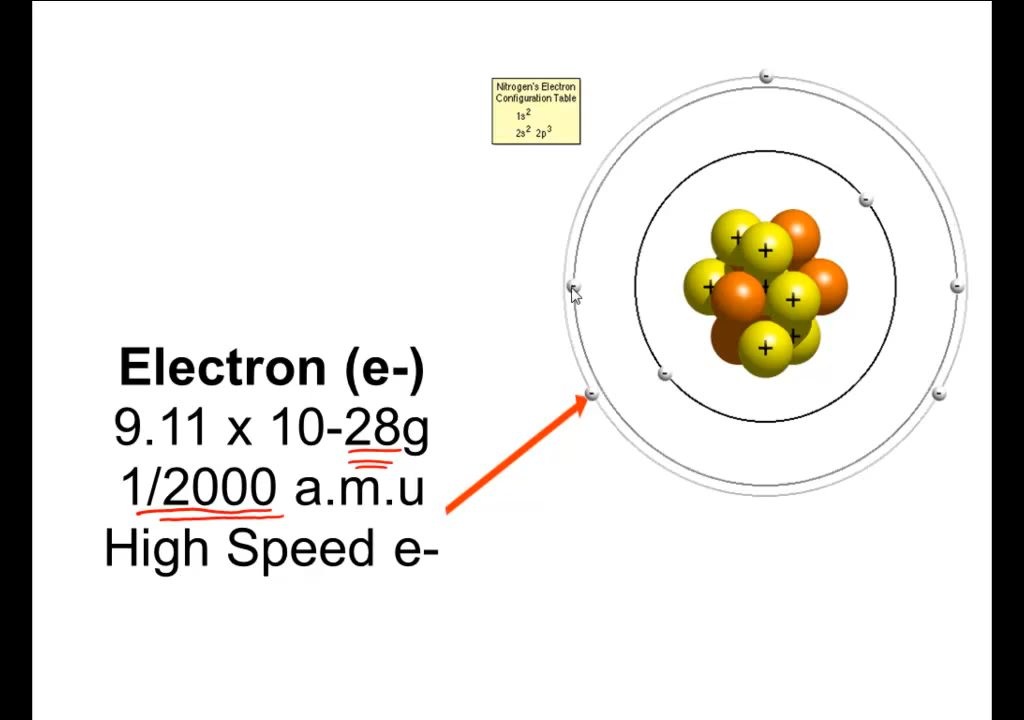 Nitrogen's Electron
Configuration Table
1s²
2s² 2p³
Electron (e-)
9.11 x 10-28g
1/2000 a.m.u
High Speed e-